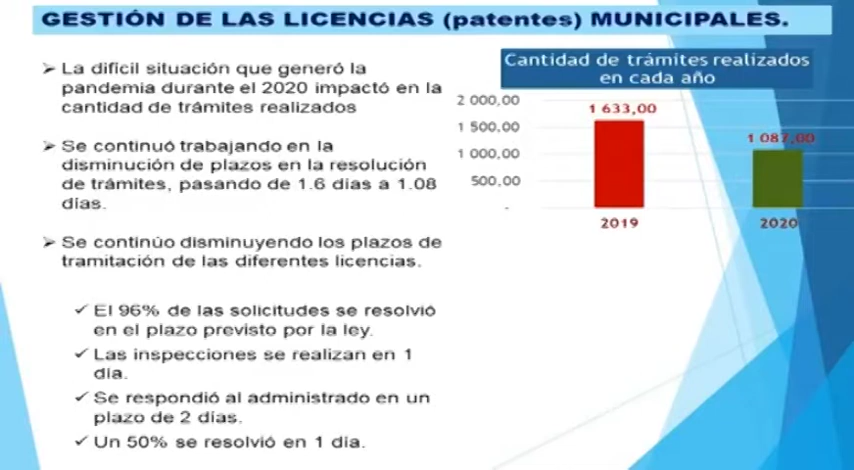 GESTIÓN DE LAS LICENCIAS (patentes) MUNICIPALES.
➢ La difícil situación que generó la
pandemia durante el 2020 impactó en la
cantidad de trámites realizados
➢ Se continuó trabajando en la
disminución de plazos en la resolución
de trámites, pasando de 1.6 días a 1.08
días.
➢ Se continúo disminuyendo los plazos de
tramitación de las diferentes licencias.
✓ El 96% de las solicitudes se resolvió
en el plazo previsto por la ley.
✓ Las inspecciones se realizan en 1
día.
✓ Se respondió al administrado en un
plazo de 2 días.
✓ Un 50% se resolvió en 1 día.
Cantidad de trámites realizados
en cada año
2 000,00
1 500,00
1 000,00
500,00
-
1 633,00
1 087,00
2019
2020